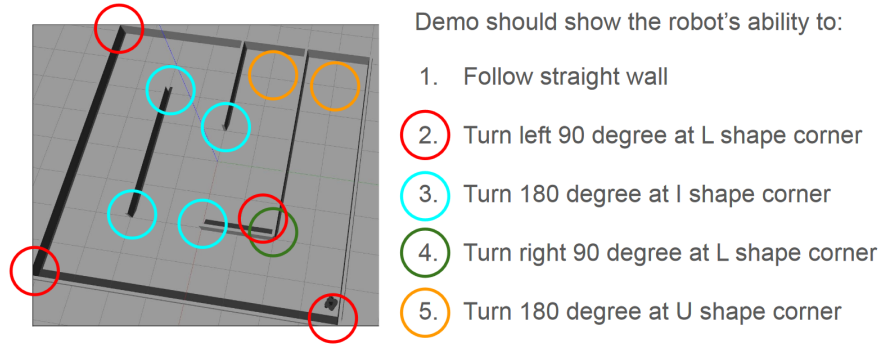 Demo should show the robot's ability to:
1. Follow straight wall
2. Turn left 90 degree at L shape corner
3. Turn 180 degree at I shape corner
4. Turn right 90 degree at L shape corner
5. Turn 180 degree at U shape corner